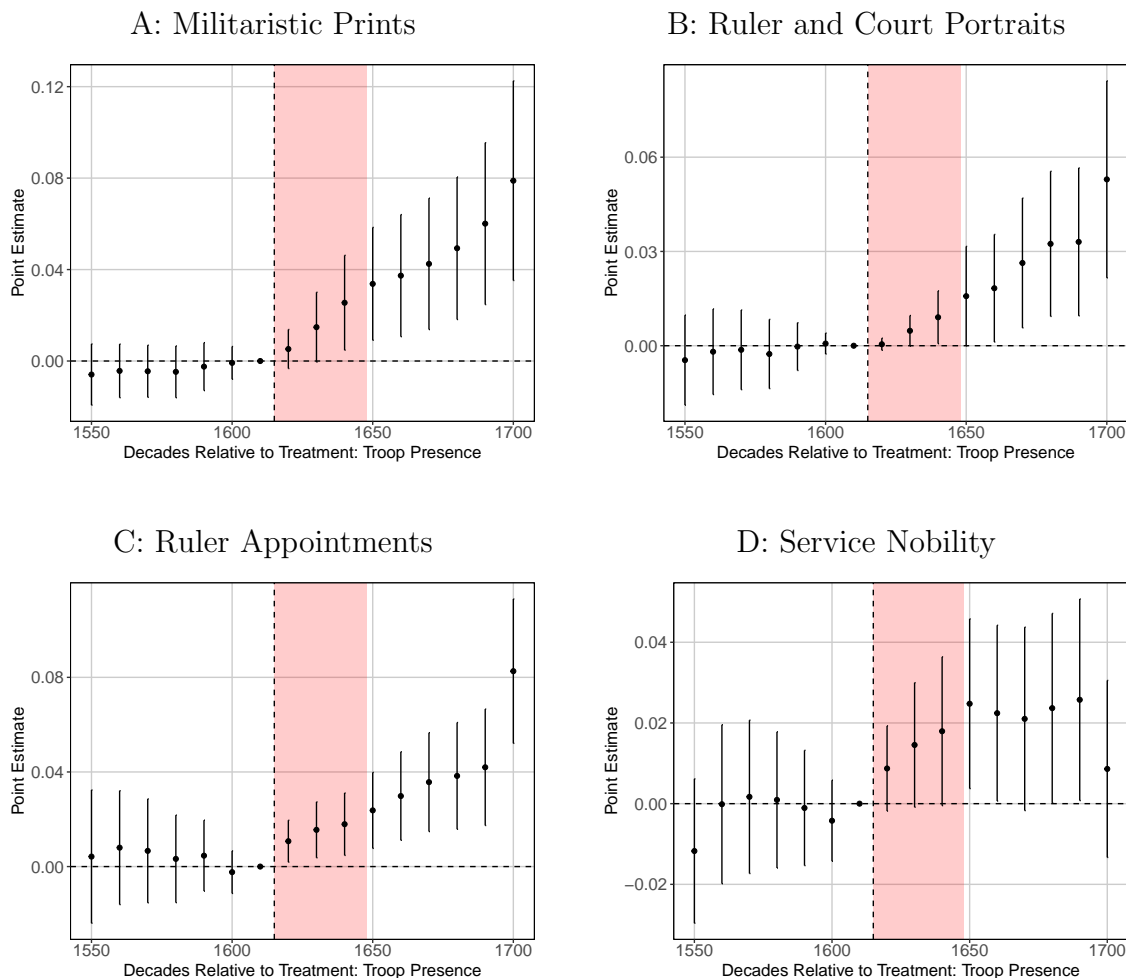 A: Militaristic Prints
0.12
0.08
0.04
0.00
Point Estimate
1550 1600 1650 1700
Decades Relative to Treatment: Troop Presence
B: Ruler and Court Portraits
0.06
0.03
0.00
Point Estimate
1550 1600 1650 1700
Decades Relative to Treatment: Troop Presence
C: Ruler Appointments
0.08
0.04
0.00
Point Estimate
1550 1600 1650 1700
Decades Relative to Treatment: Troop Presence
D: Service Nobility
0.04
0.02
0.00
−0.02
Point Estimate
1550 1600 1650 1700
Decades Relative to Treatment: Troop Presence